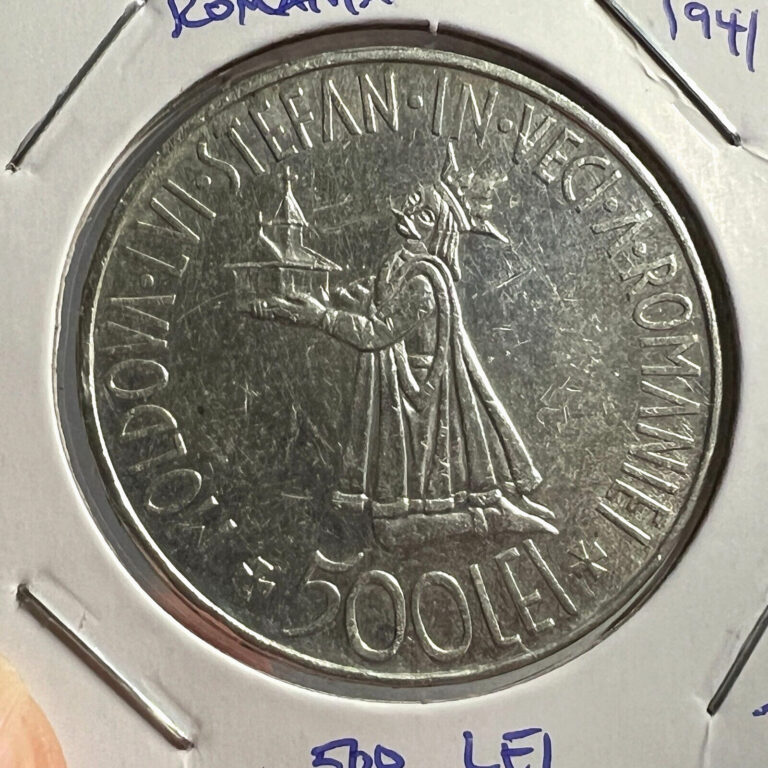 ROMANIA
1941
MOLDOVA·LVI·STEFAN·IN·VECI·A·ROMANIEI
500 LEI
500 LEI